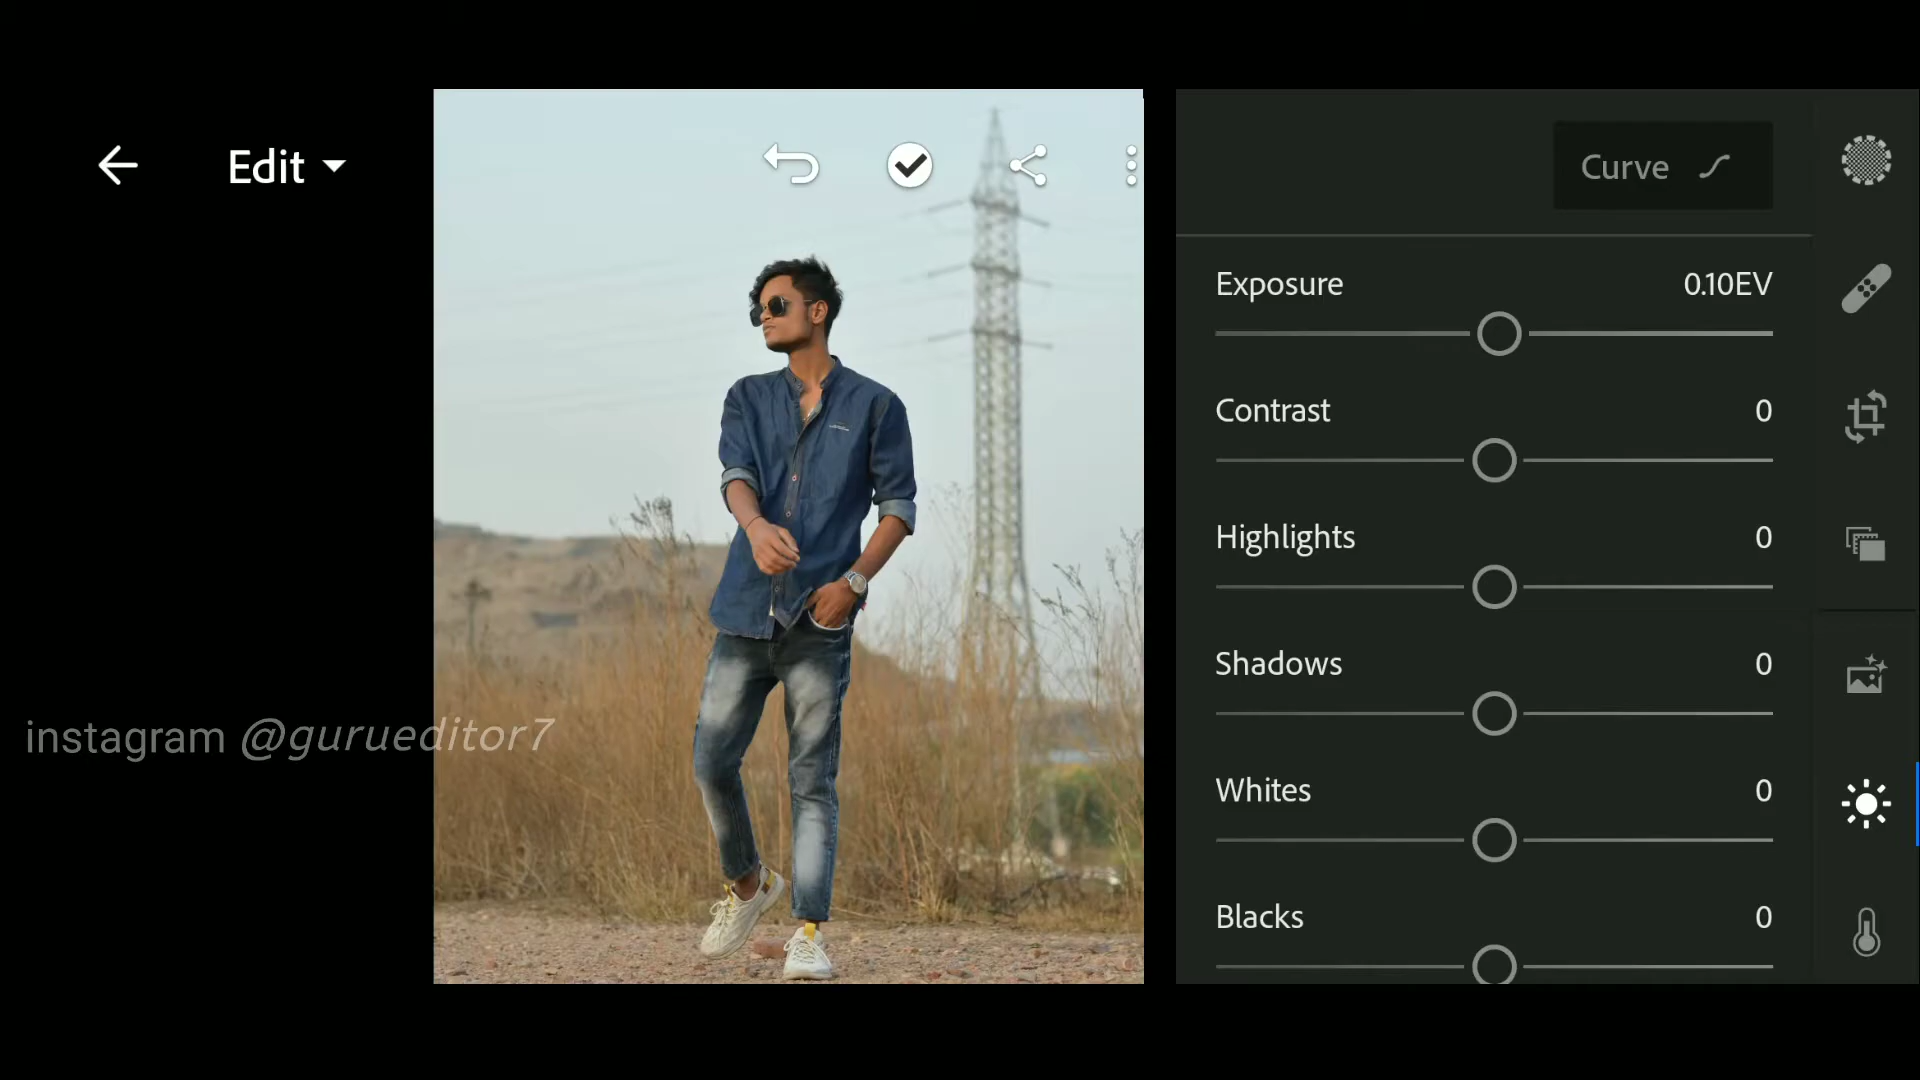 Edit
Curve
Exposure 0.10EV
Contrast 0
Highlights 0
Shadows 0
instagram @gurueditor7
Whites 0
Blacks 0